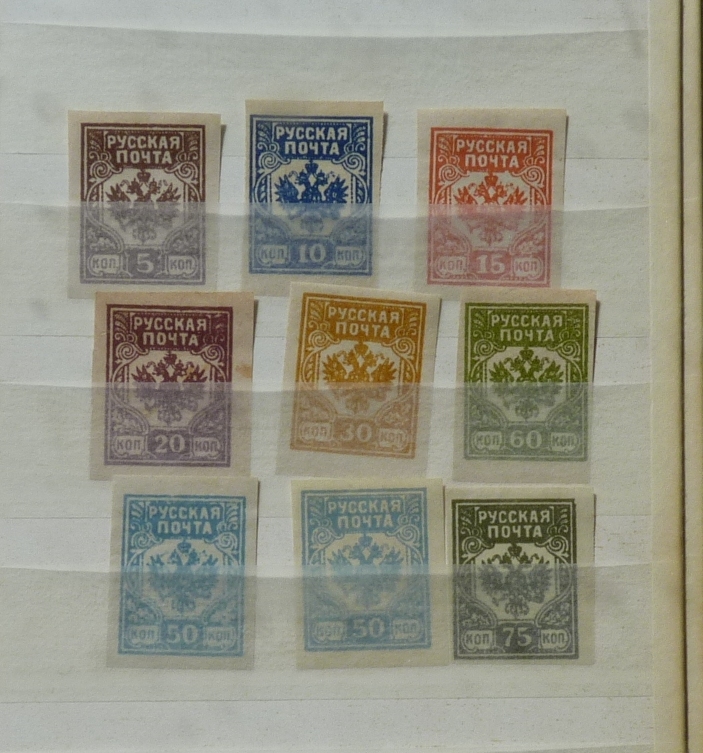 РУССКАЯ
ПОЧТА
КОП. 5 КОП.
РУССКАЯ
ПОЧТА
КОП. 10 КОП.
РУССКАЯ
ПОЧТА
КОП. 15 КОП.
РУССКАЯ
ПОЧТА
КОП. 20 КОП.
РУССКАЯ
ПОЧТА
КОП. 30 КОП.
РУССКАЯ
ПОЧТА
КОП. 60 КОП.
РУССКАЯ
ПОЧТА
КОП. 50 КОП.
РУССКАЯ
ПОЧТА
КОП. 50 КОП.
РУССКАЯ
ПОЧТА
КОП. 75 КОП.